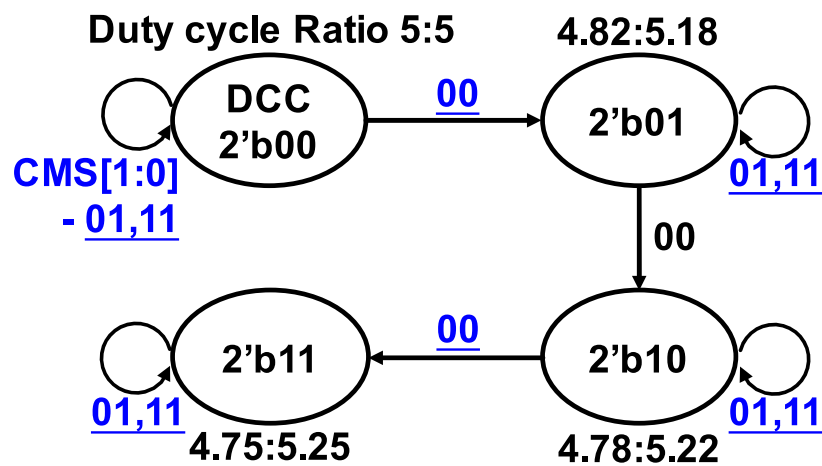 Duty cycle Ratio 5:5
4.82:5.18
DCC
2'b00
00
2'b01
CMS[1:0]
- 01,11
01,11
00
2'b11
00
2'b10
01,11
01,11
4.75:5.25
4.78:5.22